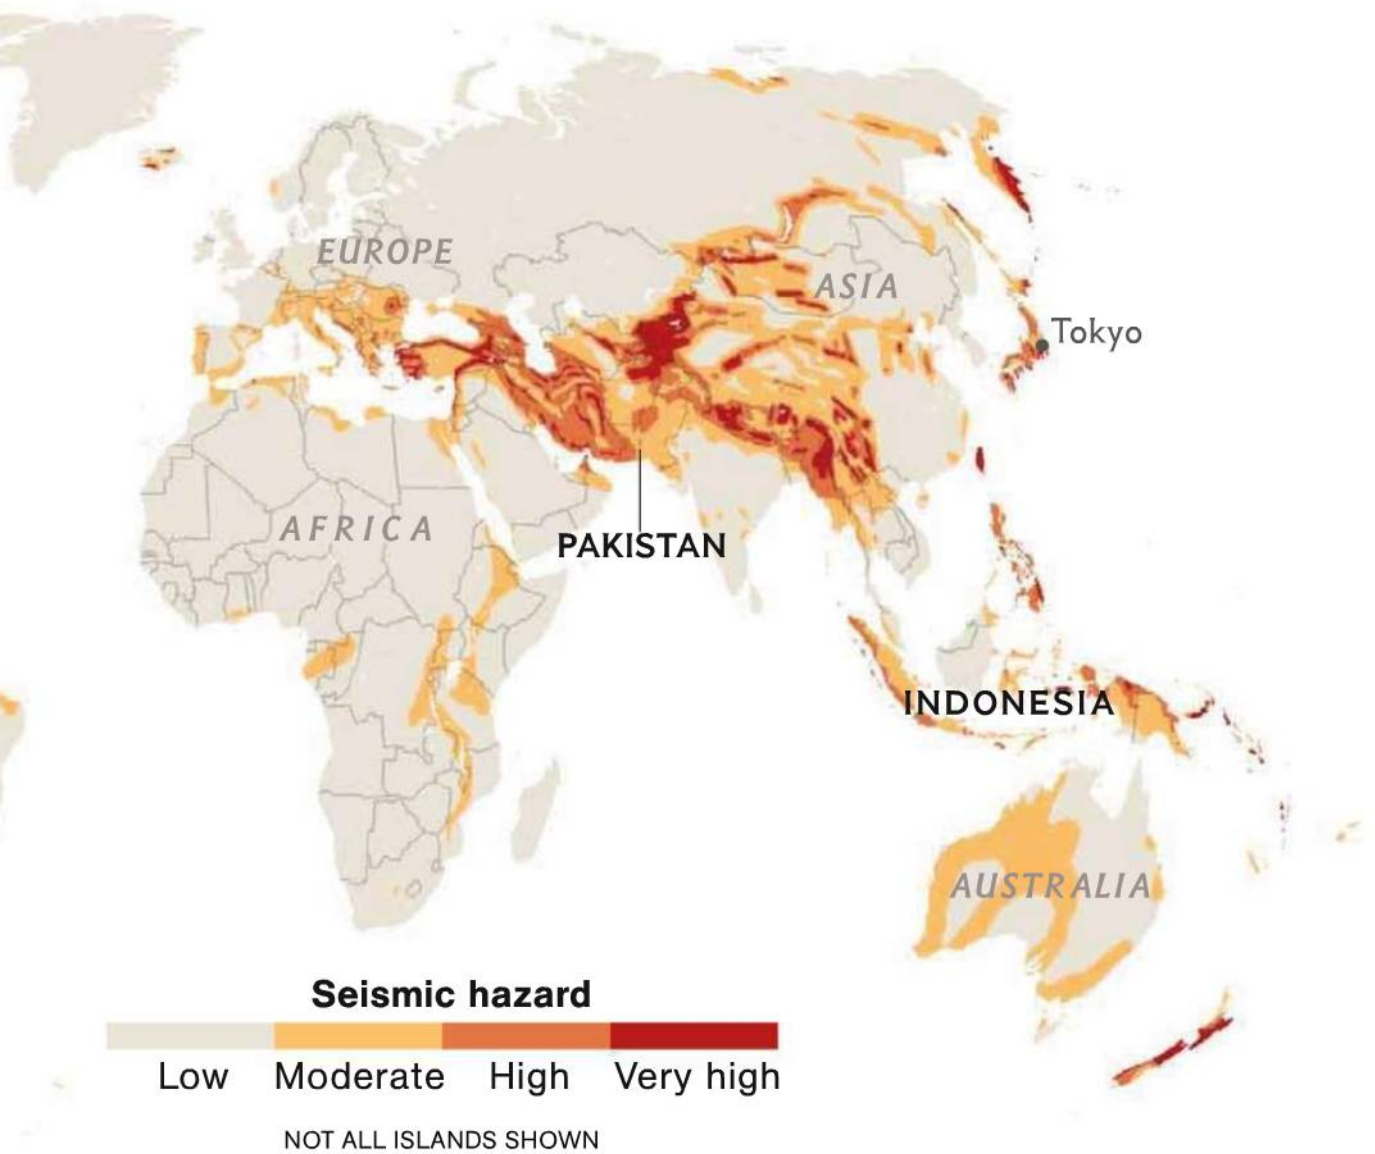 EUROPE
ASIA
Tokyo
AFRICA
PAKISTAN
INDONESIA
AUSTRALIA
Seismic hazard
Low Moderate High Very high
NOT ALL ISLANDS SHOWN